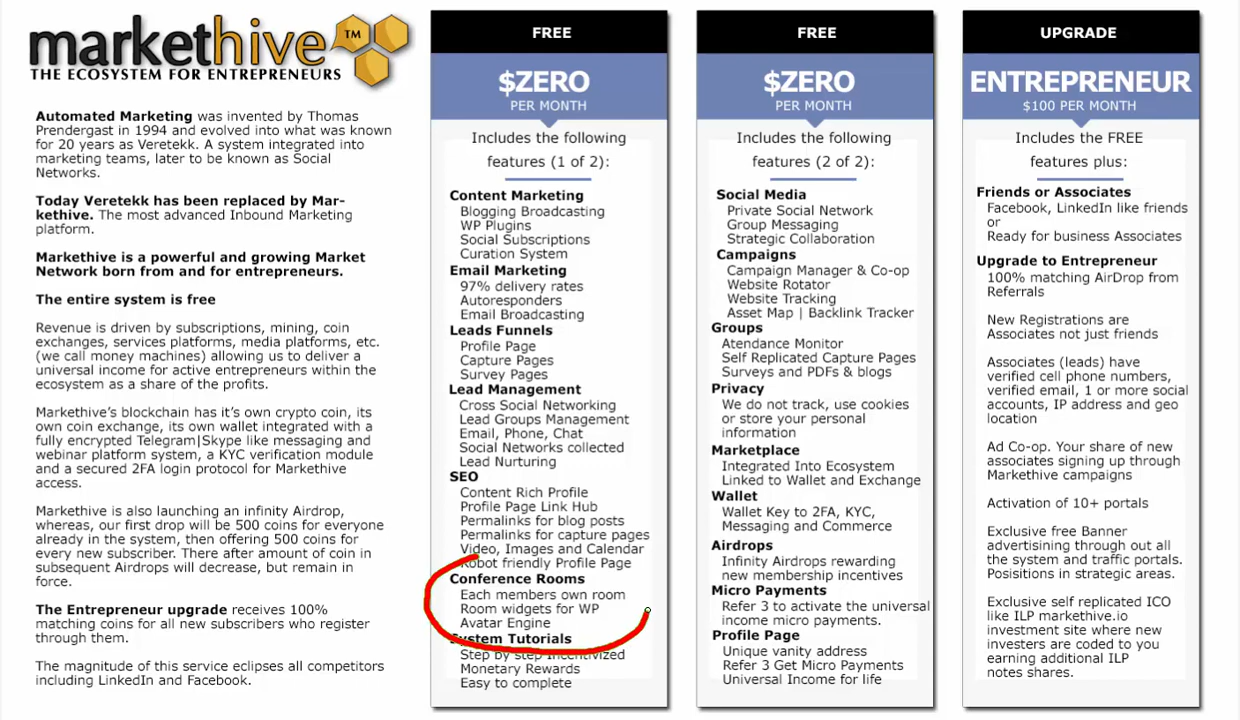 markethive
TM
THE ECOSYSTEM FOR ENTREPRENEURS
Automated Marketing was invented by Thomas
Prendergast in 1994 and evolved into what was known
for 20 years as Veretekk. A system integrated into
marketing teams, later to be known as Social
Networks.
Today Veretekk has been replaced by Mar-
kethive. The most advanced Inbound Marketing
platform.
Markethive is a powerful and growing Market
Network born from and for entrepreneurs.
The entire system is free
Revenue is driven by subscriptions, mining, coin
exchanges, services platforms, media platforms, etc.
(we call money machines) allowing us to deliver a
universal income for active entrepreneurs within the
ecosystem as a share of the profits.
Markethive's blockchain has it's own crypto coin, its
own coin exchange, its own wallet integrated with a
fully encrypted Telegram|Skype like messaging and
webinar platform system, a KYC verification module
and a secured 2FA login protocol for Markethive
access.
Markethive is also launching an infinity Airdrop,
whereas, our first drop will be 500 coins for everyone
already in the system, then offering 500 coins for
every new subscriber. There after amount of coin in
subsequent Airdrops will decrease, but remain in
force.
The Entrepreneur upgrade receives 100%
matching coins for all new subscribers who register
through them.
The magnitude of this service eclipses all competitors
including LinkedIn and Facebook.
FREE
$ZERO
PER MONTH
Includes the following
features (1 of 2):
Content Marketing
Blogging Broadcasting
WP Plugins
Social Subscriptions
Curation System
Email Marketing
97% delivery rates
Autoresponders
Email Broadcasting
Leads Funnels
Profile Page
Capture Pages
Survey Pages
Lead Management
Cross Social Networking
Lead Groups Management
Email, Phone, Chat
Social Networks collected
Lead Nurturing
SEO
Content Rich Profile
Profile Page Link Hub
Permalinks for blog posts
Permalinks for capture pages
Video, Images and Calendar
Robot friendly Profile Page
Conference Rooms
Each members own room
Room widgets for WP
Avatar Engine
System Tutorials
Step by step Incentivized
Monetary Rewards
Easy to complete
FREE
$ZERO
PER MONTH
Includes the following
features (2 of 2):
Social Media
Private Social Network
Group Messaging
Strategic Collaboration
Campaigns
Campaign Manager & Co-op
Website Rotator
Website Tracking
Asset Map | Backlink Tracker
Groups
Atendance Monitor
Self Replicated Capture Pages
Surveys and PDFs & blogs
Privacy
We do not track, use cookies
or store your personal
information
Marketplace
Integrated Into Ecosystem
Linked to Wallet and Exchange
Wallet
Wallet Key to 2FA, KYC,
Messaging and Commerce
Airdrops
Infinity Airdrops rewarding
new membership incentives
Micro Payments
Refer 3 to activate the universal
income micro payments.
Profile Page
Unique vanity address
Refer 3 Get Micro Payments
Universal Income for life
UPGRADE
ENTREPRENEUR
$100 PER MONTH
Includes the FREE
features plus:
Friends or Associates
Facebook, LinkedIn like friends
or
Ready for business Associates
Upgrade to Entrepreneur
100% matching AirDrop from
Referrals
New Registrations are
Associates not just friends
Associates (leads) have
verified cell phone numbers,
verified email, 1 or more social
accounts, IP address and geo
location
Ad Co-op. Your share of new
associates signing up through
Markethive campaigns
Activation of 10+ portals
Exclusive free Banner
advertisining through out all
the system and traffic portals.
Posisitions in strategic areas.
Exclusive self replicated ICO
like ILP markethive.io
investment site where new
investers are coded to you
earning additional ILP
notes shares.